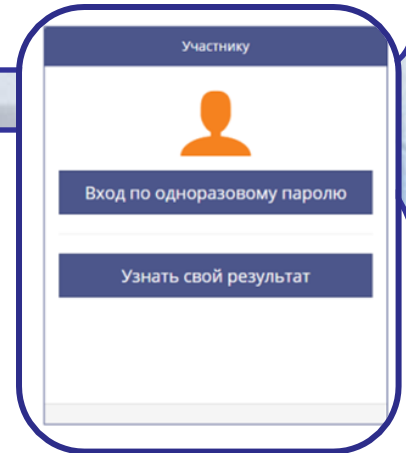 Участнику
Вход по одноразовому паролю
Узнать свой результат